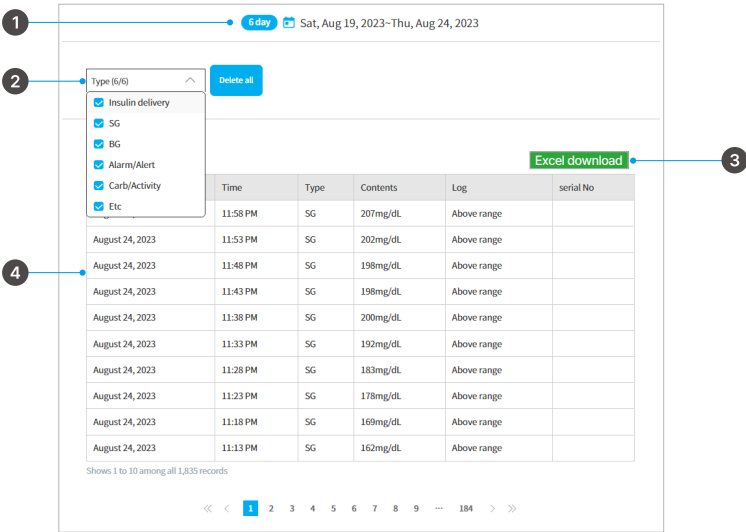 1
6 day Sat, Aug 19, 2023~Thu, Aug 24, 2023
2
Type (6/6) Delete all
Insulin delivery
SG
BG
Alarm/Alert
Carb/Activity
Etc
Excel download
3
Time Type Contents Log serial No
11:58 PM SG 207mg/dL Above range
August 24, 2023 11:53 PM SG 202mg/dL Above range
4
August 24, 2023 11:48 PM SG 198mg/dL Above range
August 24, 2023 11:43 PM SG 198mg/dL Above range
August 24, 2023 11:38 PM SG 200mg/dL Above range
August 24, 2023 11:33 PM SG 192mg/dL Above range
August 24, 2023 11:28 PM SG 183mg/dL Above range
August 24, 2023 11:23 PM SG 178mg/dL Above range
August 24, 2023 11:18 PM SG 169mg/dL Above range
August 24, 2023 11:13 PM SG 162mg/dL Above range
Shows 1 to 10 among all 1,835 records
« < 1 2 3 4 5 6 7 8 9 ··· 184 > »